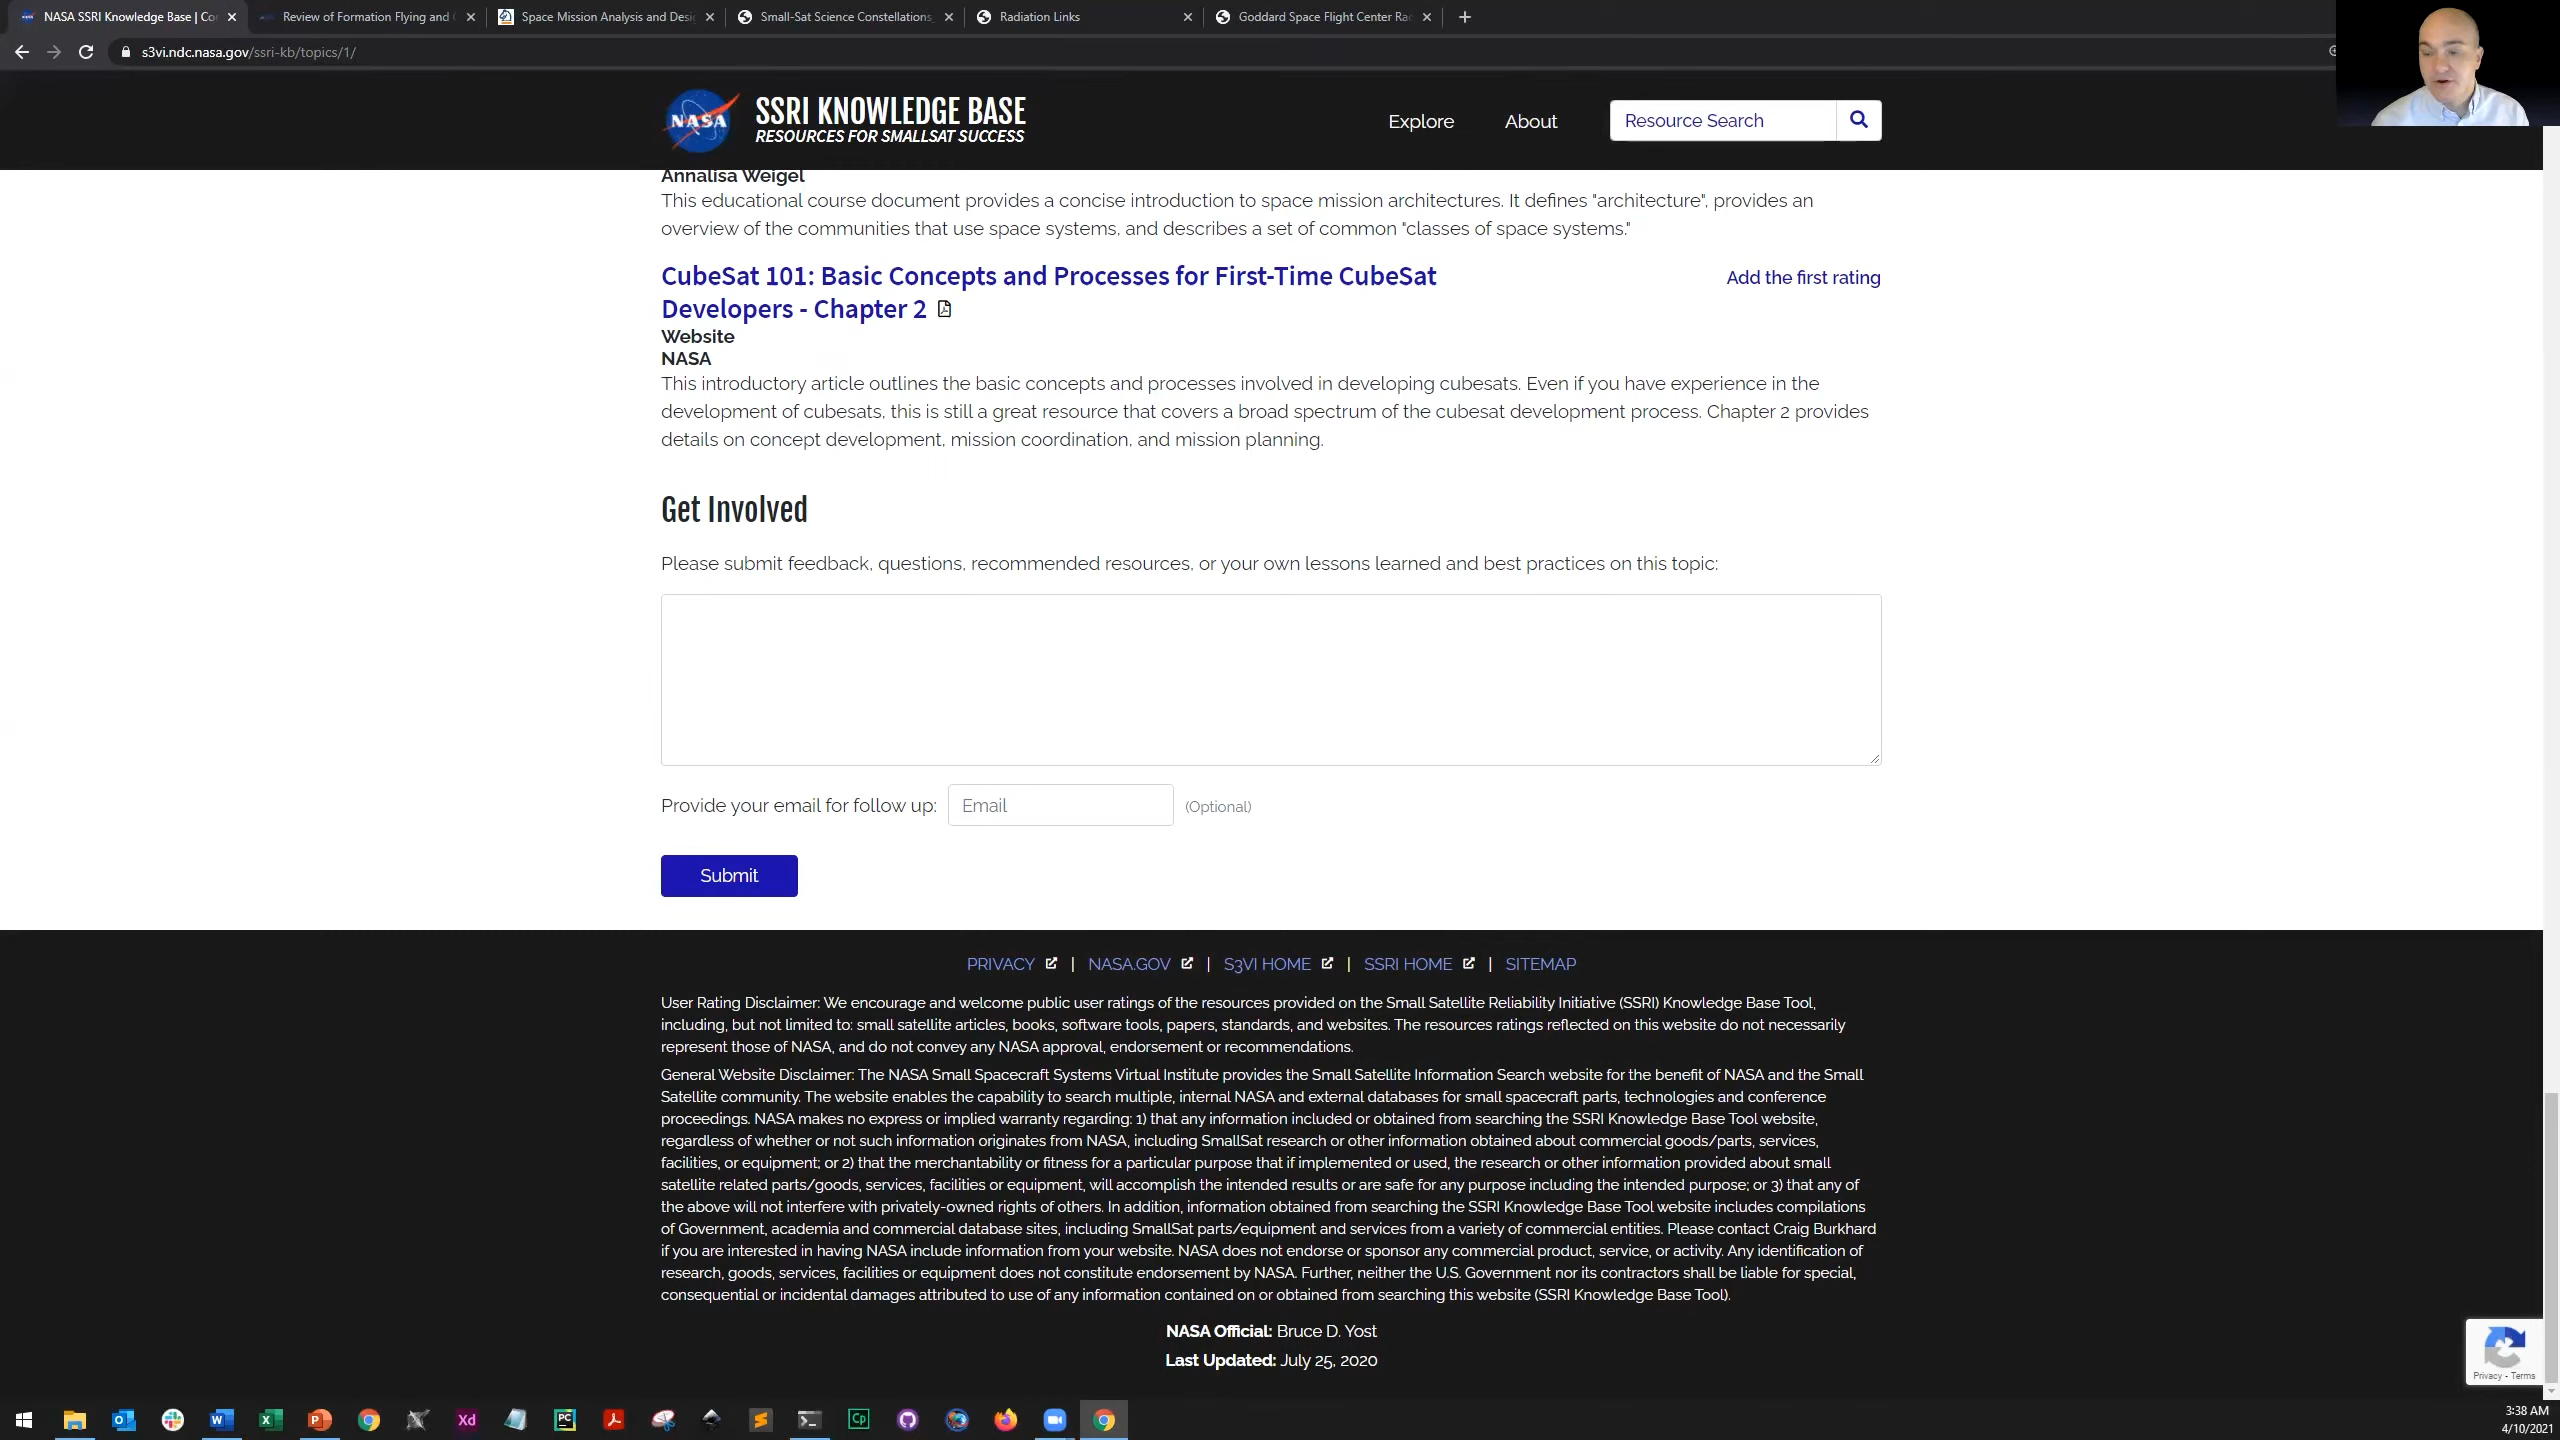 NASA SSRI Knowledge Base | Co
Review of Formation Flying and
Space Mission Analysis and Desi
Small-Sat Science Constellations
Radiation Links
Goddard Space Flight Center Ra
s3vi.ndc.nasa.gov/ssri-kb/topics/1/
NASA
SSRI KNOWLEDGE BASE
RESOURCES FOR SMALLSAT SUCCESS
Explore
About
Resource Search
Annalisa Weigel
This educational course document provides a concise introduction to space mission architectures. It defines "architecture", provides an
overview of the communities that use space systems, and describes a set of common "classes of space systems."
CubeSat 101: Basic Concepts and Processes for First-Time CubeSat
Developers - Chapter 2
Add the first rating
Website
NASA
This introductory article outlines the basic concepts and processes involved in developing cubesats. Even if you have experience in the
development of cubesats, this is still a great resource that covers a broad spectrum of the cubesat development process. Chapter 2 provides
details on concept development, mission coordination, and mission planning.
Get Involved
Please submit feedback, questions, recommended resources, or your own lessons learned and best practices on this topic:
Provide your email for follow up: Email (Optional)
Submit
PRIVACY | NASA.GOV | S3VI HOME | SSRI HOME | SITEMAP
User Rating Disclaimer: We encourage and welcome public user ratings of the resources provided on the Small Satellite Reliability Initiative (SSRI) Knowledge Base Tool,
including, but not limited to: small satellite articles, books, software tools, papers, standards, and websites. The resources ratings reflected on this website do not necessarily
represent those of NASA, and do not convey any NASA approval, endorsement or recommendations.
General Website Disclaimer: The NASA Small Spacecraft Systems Virtual Institute provides the Small Satellite Information Search website for the benefit of NASA and the Small
Satellite community. The website enables the capability to search multiple, internal NASA and external databases for small spacecraft parts, technologies and conference
proceedings. NASA makes no express or implied warranty regarding: 1) that any information included or obtained from searching the SSRI Knowledge Base Tool website,
regardless of whether or not such information originates from NASA, including SmallSat research or other information obtained about commercial goods/parts, services,
facilities, or equipment; or 2) that the merchantability or fitness for a particular purpose that if implemented or used, the research or other information provided about small
satellite related parts/goods, services, facilities or equipment, will accomplish the intended results or are safe for any purpose including the intended purpose; or 3) that any of
the above will not interfere with privately-owned rights of others. In addition, information obtained from searching the SSRI Knowledge Base Tool website includes compilations
of Government, academia and commercial database sites, including SmallSat parts/equipment and services from a variety of commercial entities. Please contact Craig Burkhard
if you are interested in having NASA include information from your website. NASA does not endorse or sponsor any commercial product, service, or activity. Any identification of
research, goods, services, facilities or equipment does not constitute endorsement by NASA. Further, neither the U.S. Government nor its contractors shall be liable for special,
consequential or incidental damages attributed to use of any information contained on or obtained from searching this website (SSRI Knowledge Base Tool).
NASA Official: Bruce D. Yost
Last Updated: July 25, 2020
Privacy - Terms
Xd
PC
Cp
3:38 AM
4/10/2021